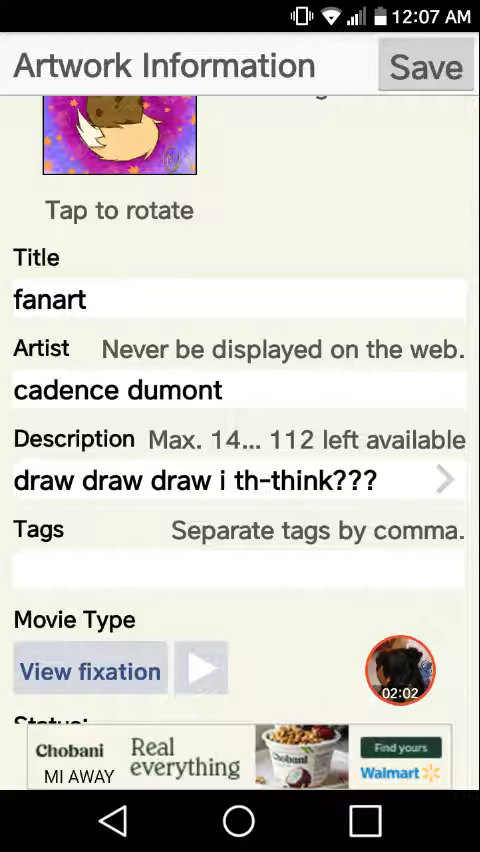 12:07 AM
Artwork Information
Save
Tap to rotate
Title
fanart
Artist Never be displayed on the web.
cadence dumont
Description Max. 14... 112 left available
draw draw draw i th-think???
Tags Separate tags by comma.
Movie Type
View fixation
02:02
Status:
Chobani
MI AWAY
Real
everything
Chobani
Find yours
Walmart